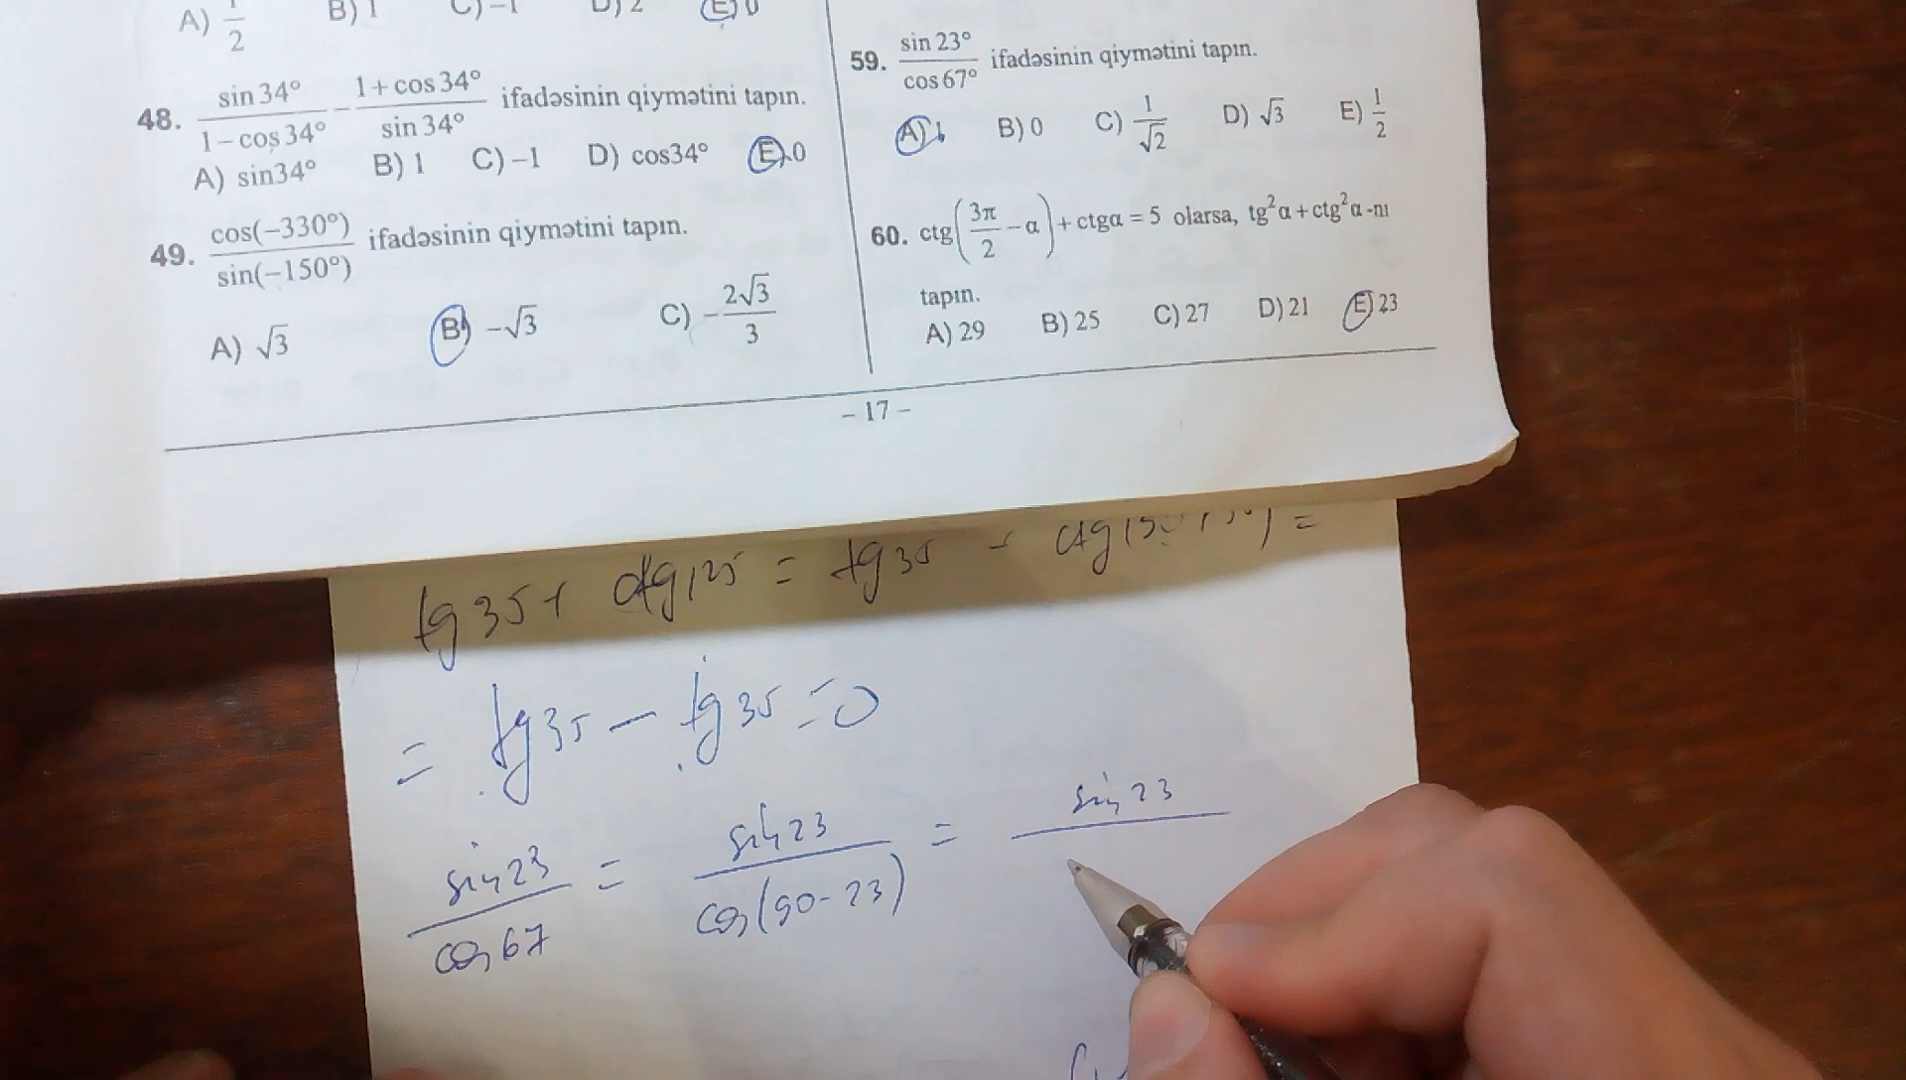 A) 1/2 B) 1 C) −1 D) 2 E) 0
48. sin 34° / (1 − cos 34°) − (1 + cos 34°) / sin 34° ifadəsinin qiymətini tapın.
A) sin34° B) 1 C) −1 D) cos34° E) 0
49. cos(−330°) / sin(−150°) ifadəsinin qiymətini tapın.
A) √3 B) −√3 C) −2√3/3
59. sin 23° / cos 67° ifadəsinin qiymətini tapın.
A) 1 B) 0 C) 1/√2 D) √3 E) 1/2
60. ctg(3π/2 − α) + ctgα = 5 olarsa, tg²α + ctg²α -nı
tapın.
A) 29 B) 25 C) 27 D) 21 E) 23
– 17 –
tg35 + ctg125 = tg35 -
= tg35 − tg35 = 0
sin23 / cos67 = sin23 / cos(90-23) = sin23